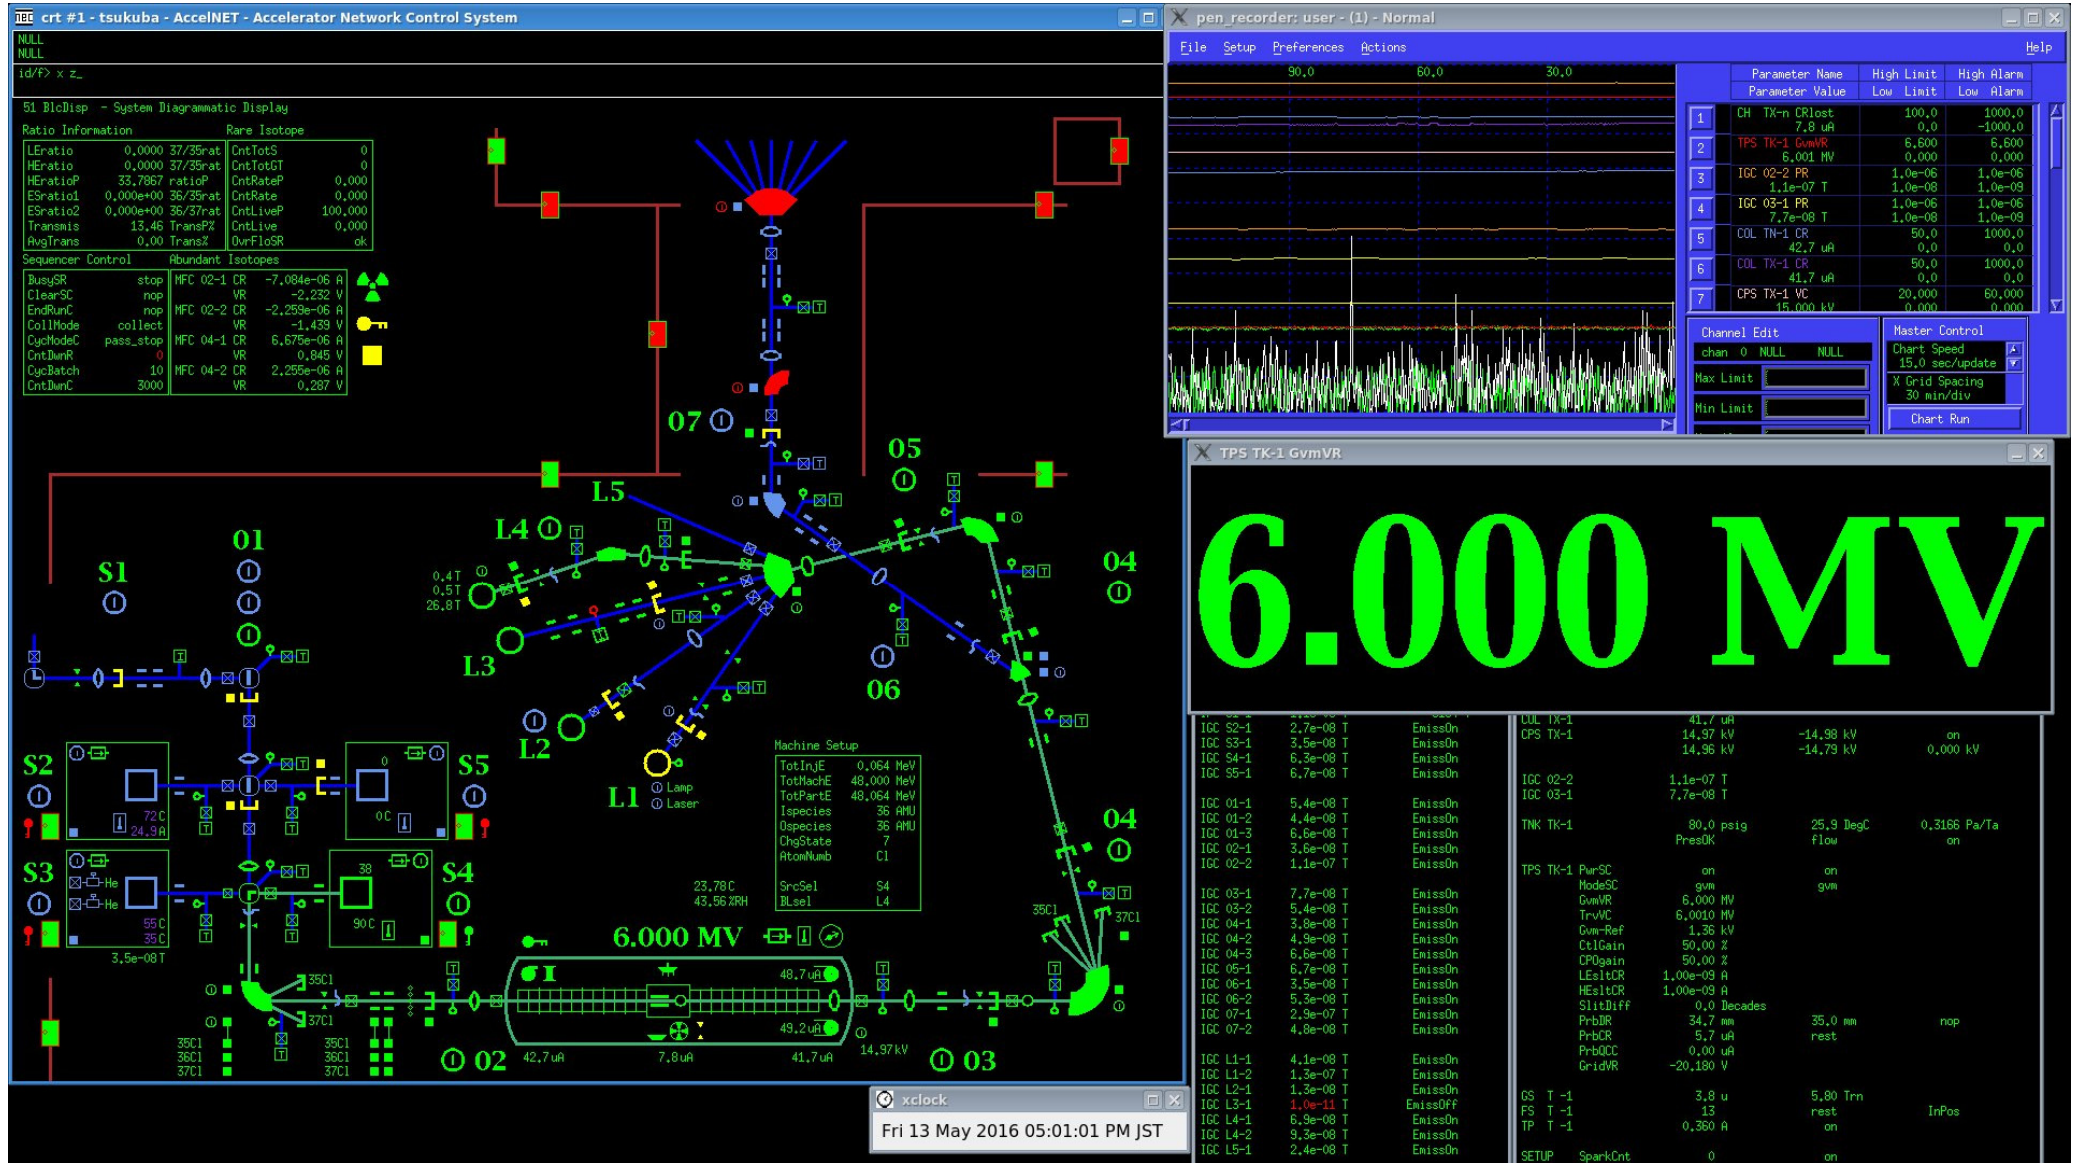 crt #1 - tsukuba - AccelNET - Accelerator Network Control System
NULL
NULL
id/f> x z_
51 BlcDisp - System Diagrammatic Display
Ratio Information Rare Isotope
LEratio 0.0000 37/35rat CntTotS 0
HEratio 0.0000 37/35rat CntTotGT 0
HEratioP 33.7867 ratioP CntRateP 0.000
ESratio1 0.000e+00 36/35rat CntRate 0.000
ESratio2 0.000e+00 36/37rat CntLiveP 100.000
Transmis 13.46 TransP% CntLive 0.000
AvgTrans 0.00 Trans% OvrFloSR ok
Sequencer Control Abundant Isotopes
BusySR stop MFC 02-1 CR -7.084e-06 A
ClearSC nop VR -2.232 V
EndRunC nop MFC 02-2 CR -2.259e-06 A
CollMode collect VR -1.439 V
CycModeC pass_stop MFC 04-1 CR 6.675e-06 A
CntDwnR 0 VR 0.845 V
CycBatch 10 MFC 04-2 CR 2.255e-06 A
CntDwnC 3000 VR 0.287 V
07
05
L5
L4
01
S1
04
0.4T
0.5T
26.8T
L3
06
L2
S2
S5
0
72C
24.9A
0C
L1
Lamp
Laser
Machine Setup
TotInjE 0.064 MeV
TotMachE 48.000 MeV
TotPartE 48.064 MeV
Ispecies 36 AMU
Ospecies 36 AMU
ChgState 7
AtomNumb Cl
SrcSel S4
BLsel L4
04
S3
He
He
38
S4
55C
35C
90C
3.5e-08T
23.78C
43.56%RH
35Cl
37Cl
6.000 MV
35Cl
37Cl
48.7uA
49.2uA
35Cl
36Cl
37Cl
35Cl
36Cl
37Cl
02
42.7uA
7.8uA
41.7uA
14.97kV
03
xclock
Fri 13 May 2016 05:01:01 PM JST
pen_recorder: user - (1) - Normal
File Setup Preferences Actions Help
90.0 60.0 30.0
Parameter Name High Limit High Alarm
Parameter Value Low Limit Low Alarm
1 CH TX-n CRlost 100.0 1000.0
7.8 uA 0.0 -1000.0
2 TPS TK-1 GvmVR 6.600 6.600
6.001 MV 0.000 0.000
3 IGC 02-2 PR 1.0e-06 1.0e-06
1.1e-07 T 1.0e-08 1.0e-09
4 IGC 03-1 PR 1.0e-06 1.0e-06
7.7e-08 T 1.0e-08 1.0e-09
5 COL TN-1 CR 50.0 1000.0
42.7 uA 0.0 0.0
6 COL TX-1 CR 50.0 1000.0
41.7 uA 0.0 0.0
7 CPS TX-1 VC 20.000 60.000
15.000 kV 0.000 0.000
Channel Edit
chan 0 NULL NULL
Max Limit
Min Limit
Master Control
Chart Speed
15.0 sec/update
X Grid Spacing
30 min/div
Chart Run
TPS TK-1 GvmVR
6.000 MV
IGC S2-1 2.7e-08 T EmissOn
IGC S3-1 3.5e-08 T EmissOn
IGC S4-1 6.3e-08 T EmissOn
IGC S5-1 6.7e-08 T EmissOn
IGC 01-1 5.4e-08 T EmissOn
IGC 01-2 4.4e-08 T EmissOn
IGC 01-3 6.6e-08 T EmissOn
IGC 02-1 3.6e-08 T EmissOn
IGC 02-2 1.1e-07 T EmissOn
IGC 03-1 7.7e-08 T EmissOn
IGC 03-2 5.4e-08 T EmissOn
IGC 04-1 3.8e-08 T EmissOn
IGC 04-2 4.9e-08 T EmissOn
IGC 04-3 6.6e-08 T EmissOn
IGC 05-1 6.7e-08 T EmissOn
IGC 06-1 3.5e-08 T EmissOn
IGC 06-2 5.3e-08 T EmissOn
IGC 07-1 2.9e-07 T EmissOn
IGC 07-2 4.8e-08 T EmissOn
IGC L1-1 4.1e-08 T EmissOn
IGC L1-2 1.3e-07 T EmissOn
IGC L2-1 1.3e-08 T EmissOn
IGC L3-1 1.0e-11 T EmissOff
IGC L4-1 6.9e-08 T EmissOn
IGC L4-2 9.3e-08 T EmissOn
IGC L5-1 2.4e-08 T EmissOn
COL TX-1 41.7 uA
CPS TX-1 14.97 kV -14.98 kV on
14.96 kV -14.79 kV 0.000 kV
IGC 02-2 1.1e-07 T
IGC 03-1 7.7e-08 T
TNK TK-1 80.0 psig 25.9 DegC 0.3166 Pa/Ta
PresOK flow on
TPS TK-1 PwrSC on on
ModeSC gvm gvm
GvmVR 6.000 MV
TrvVC 6.0010 MV
Gvm-Ref 1.36 kV
CtlGain 50.00 %
CPOgain 50.00 %
LEsltCR 1.00e-09 A
HEsltCR 1.00e-09 A
SlitDiff 0.0 Decades
PrbDR 34.7 mm 35.0 mm nop
PrbCR 5.7 uA rest
PrbQCC 0.00 uA
GridVR -20.180 V
GS T -1 3.8 u 5.80 Trn
FS T -1 13 rest InPos
TP T -1 0.360 A on
SETUP SparkCnt 0 on